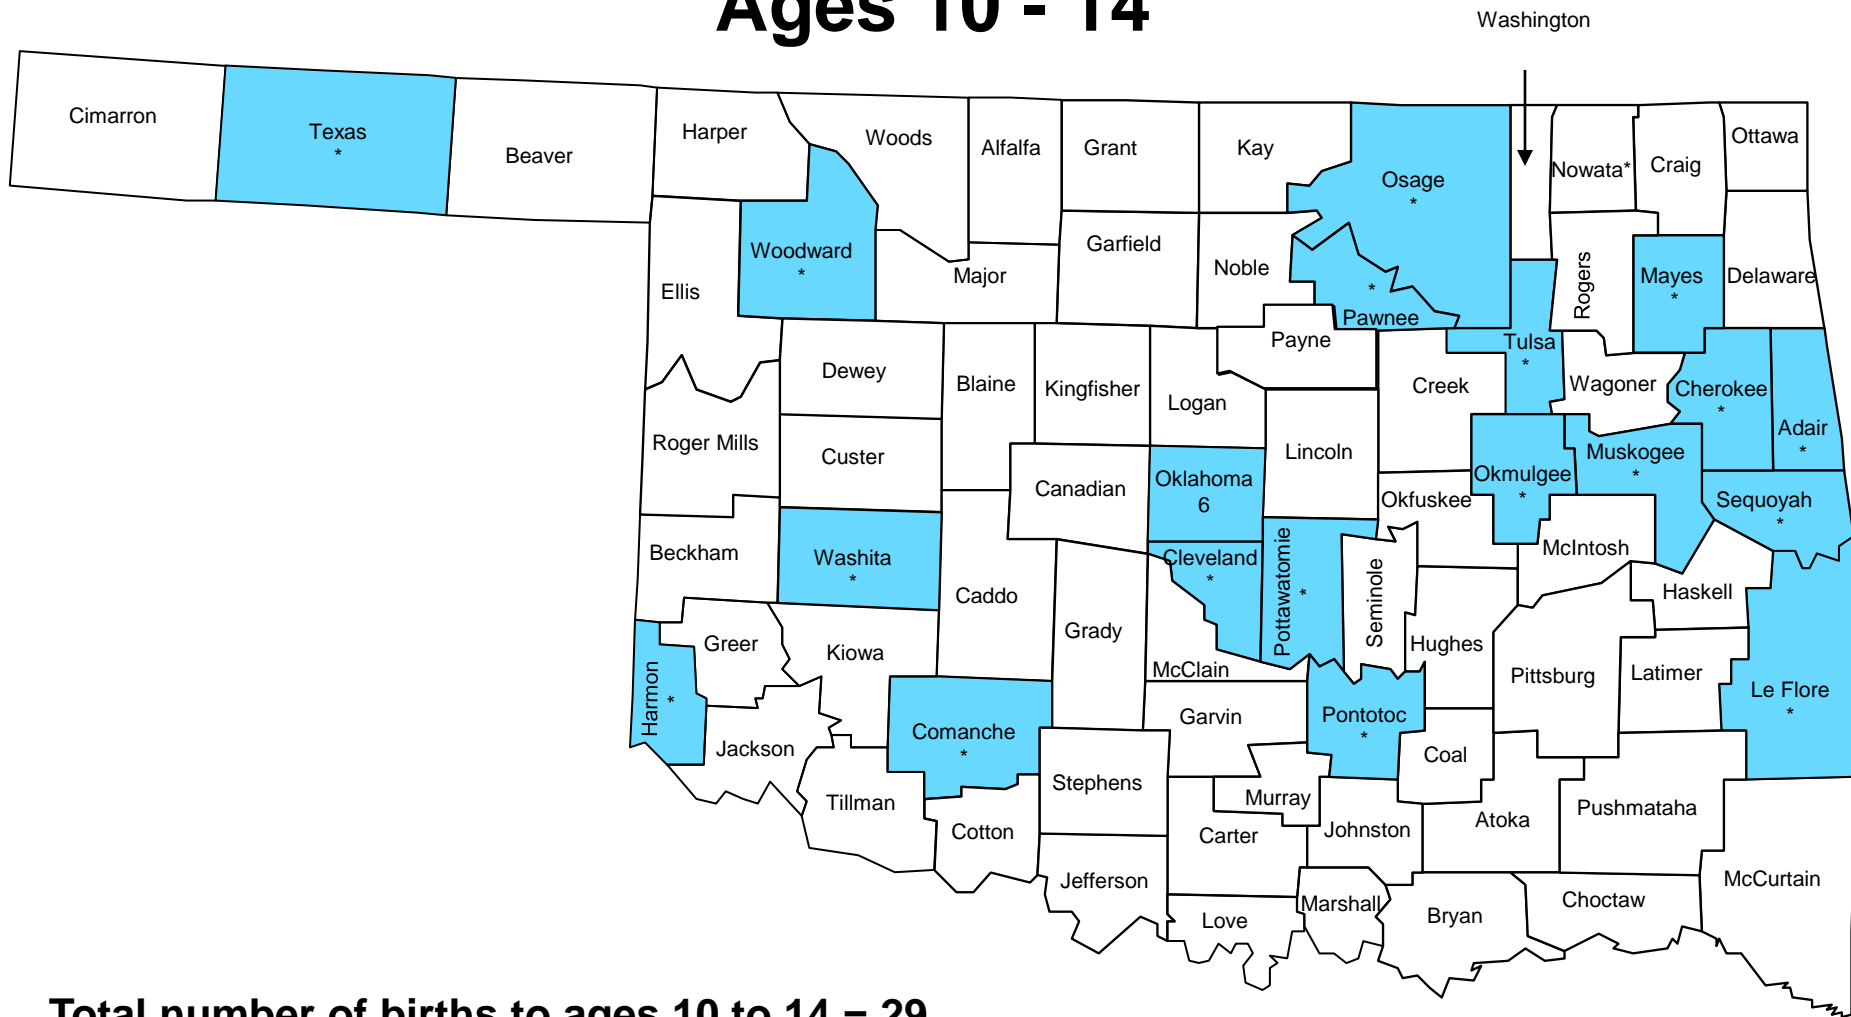 Ages 10 - 14
Washington
Cimarron
Texas
*
Beaver
Harper
Woods
Alfalfa
Grant
Kay
Osage
*
Nowata*
Craig
Ottawa
Woodward
*
Ellis
Major
Garfield
Noble
*
Pawnee
Rogers
Mayes
*
Delaware
Dewey
Blaine
Kingfisher
Logan
Payne
Creek
Tulsa
*
Wagoner
Cherokee
*
Adair
*
Roger Mills
Custer
Canadian
Oklahoma
6
Lincoln
Okfuskee
Okmulgee
*
Muskogee
*
Sequoyah
*
Beckham
Washita
*
Caddo
Grady
Cleveland
*
Pottawatomie
*
Seminole
McIntosh
Haskell
Harmon
*
Greer
Kiowa
McClain
Hughes
Pittsburg
Latimer
Le Flore
*
Jackson
Comanche
*
Garvin
Pontotoc
*
Coal
Tillman
Stephens
Murray
Johnston
Atoka
Pushmataha
Cotton
Carter
Jefferson
Love
Marshall
Bryan
Choctaw
McCurtain
Total number of births to ages 10 to 14 = 29